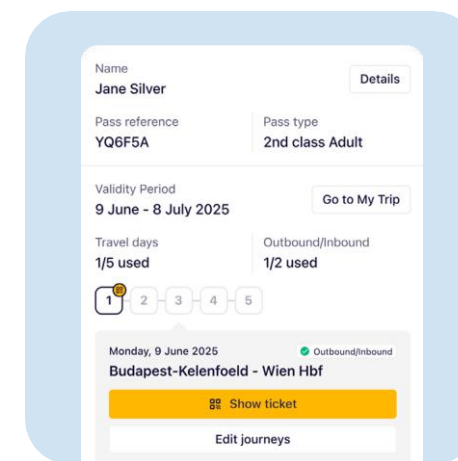 Name
Jane Silver
Details
Pass reference
Pass type
YQ6F5A
2nd class Adult
Validity Period
9 June - 8 July 2025
Go to My Trip
Travel days
Outbound/Inbound
1/5 used
1/2 used
1 2 3 4 5
Monday, 9 June 2025
Outbound/Inbound
Budapest-Kelenfoeld - Wien Hbf
Show ticket
Edit journeys